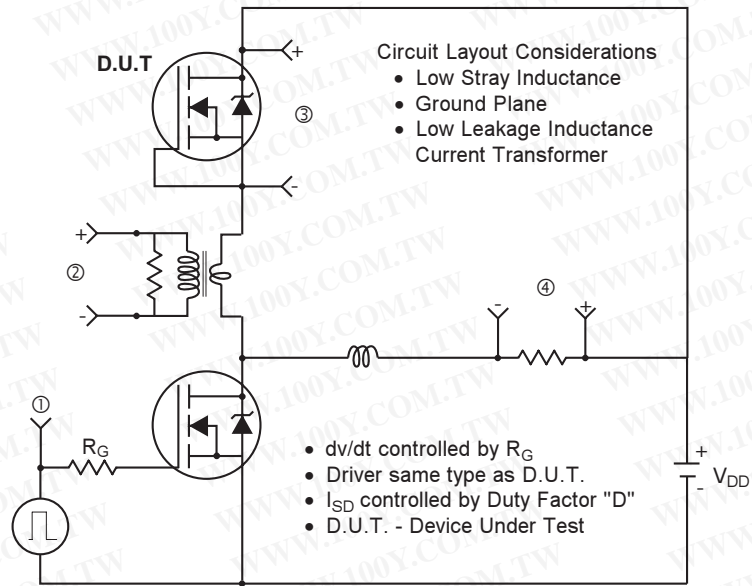 D.U.T
+
-
③
Circuit Layout Considerations
• Low Stray Inductance
• Ground Plane
• Low Leakage Inductance
Current Transformer
+
②
-
-
④
+
①
R_G
• dv/dt controlled by R_G
• Driver same type as D.U.T.
• I_SD controlled by Duty Factor "D"
• D.U.T. - Device Under Test
+
V_DD
-
WWW.100Y.COM.TW